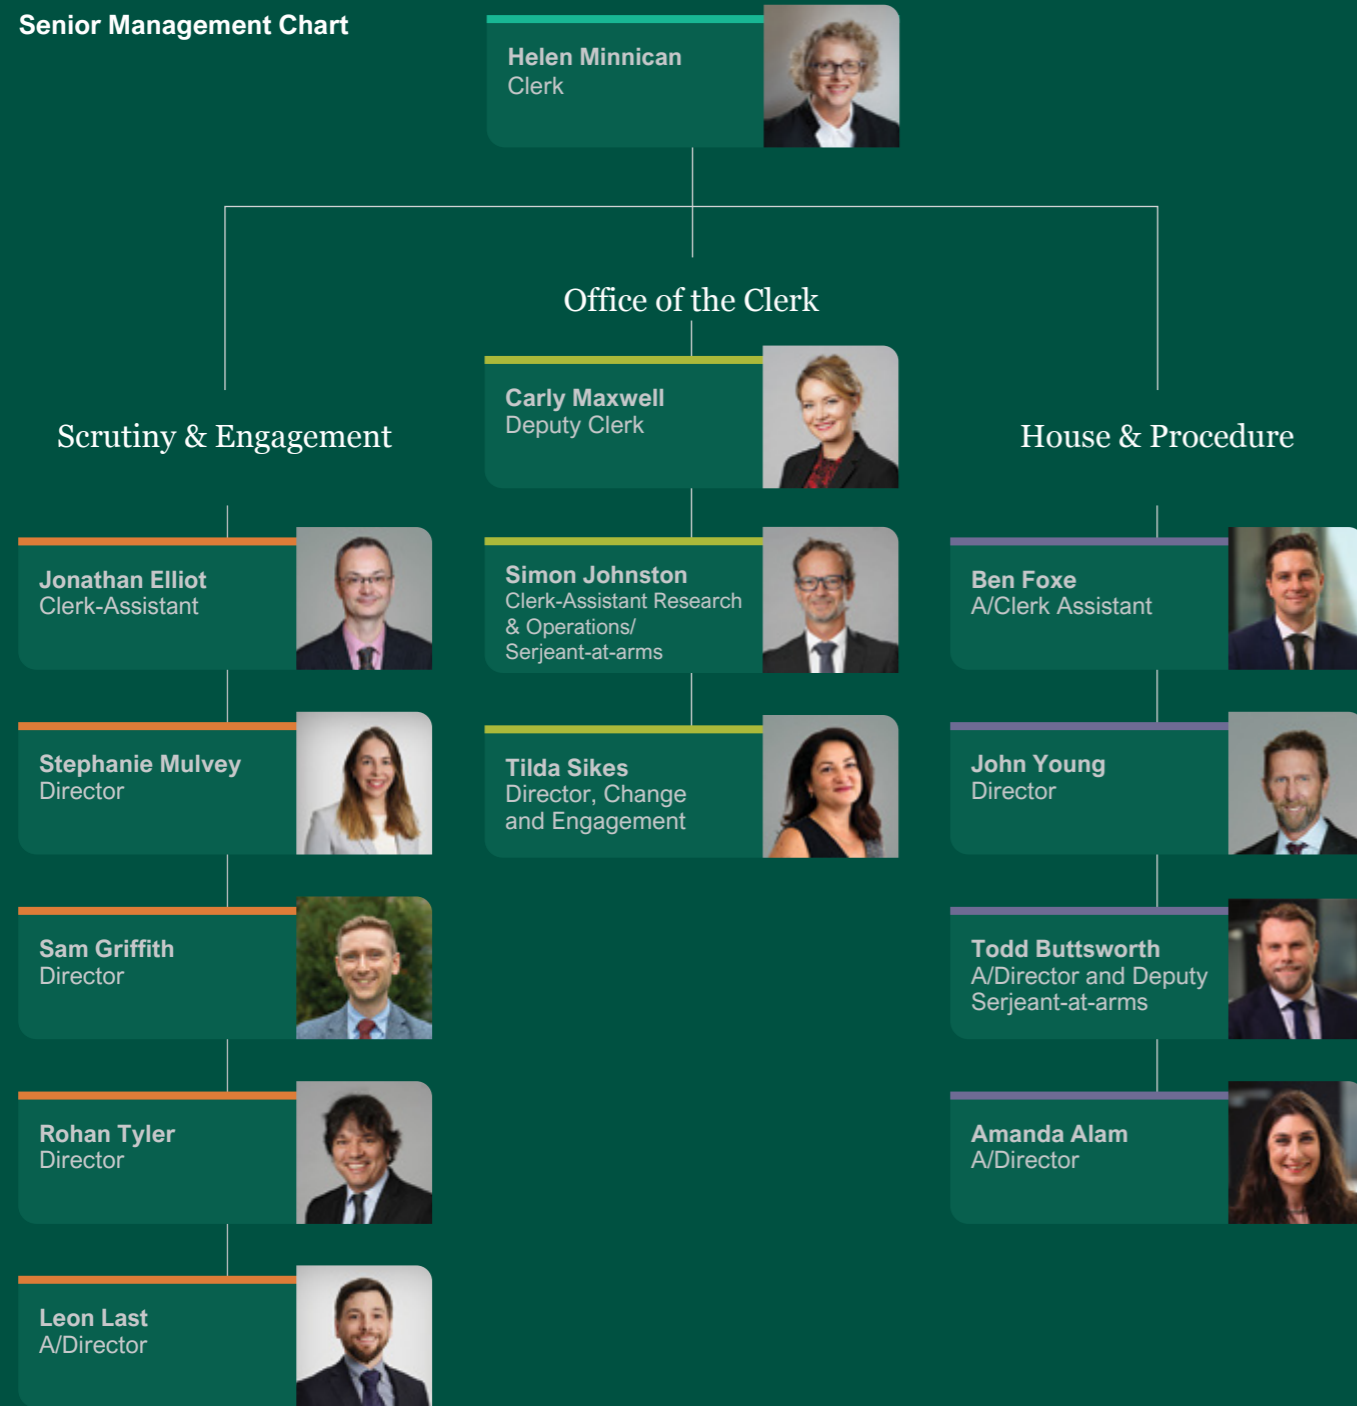 Senior Management Chart
Helen Minnican
Clerk
Office of the Clerk
Carly Maxwell
Deputy Clerk
Simon Johnston
Clerk-Assistant Research
& Operations/
Serjeant-at-arms
Tilda Sikes
Director, Change
and Engagement
Scrutiny & Engagement
Jonathan Elliot
Clerk-Assistant
Stephanie Mulvey
Director
Sam Griffith
Director
Rohan Tyler
Director
Leon Last
A/Director
House & Procedure
Ben Foxe
A/Clerk Assistant
John Young
Director
Todd Buttsworth
A/Director and Deputy
Serjeant-at-arms
Amanda Alam
A/Director